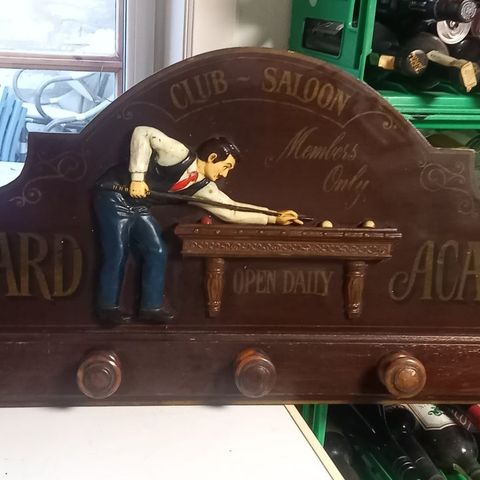 CLUB ~ SALOON
Members
Only
ARD ACA
OPEN DAILY